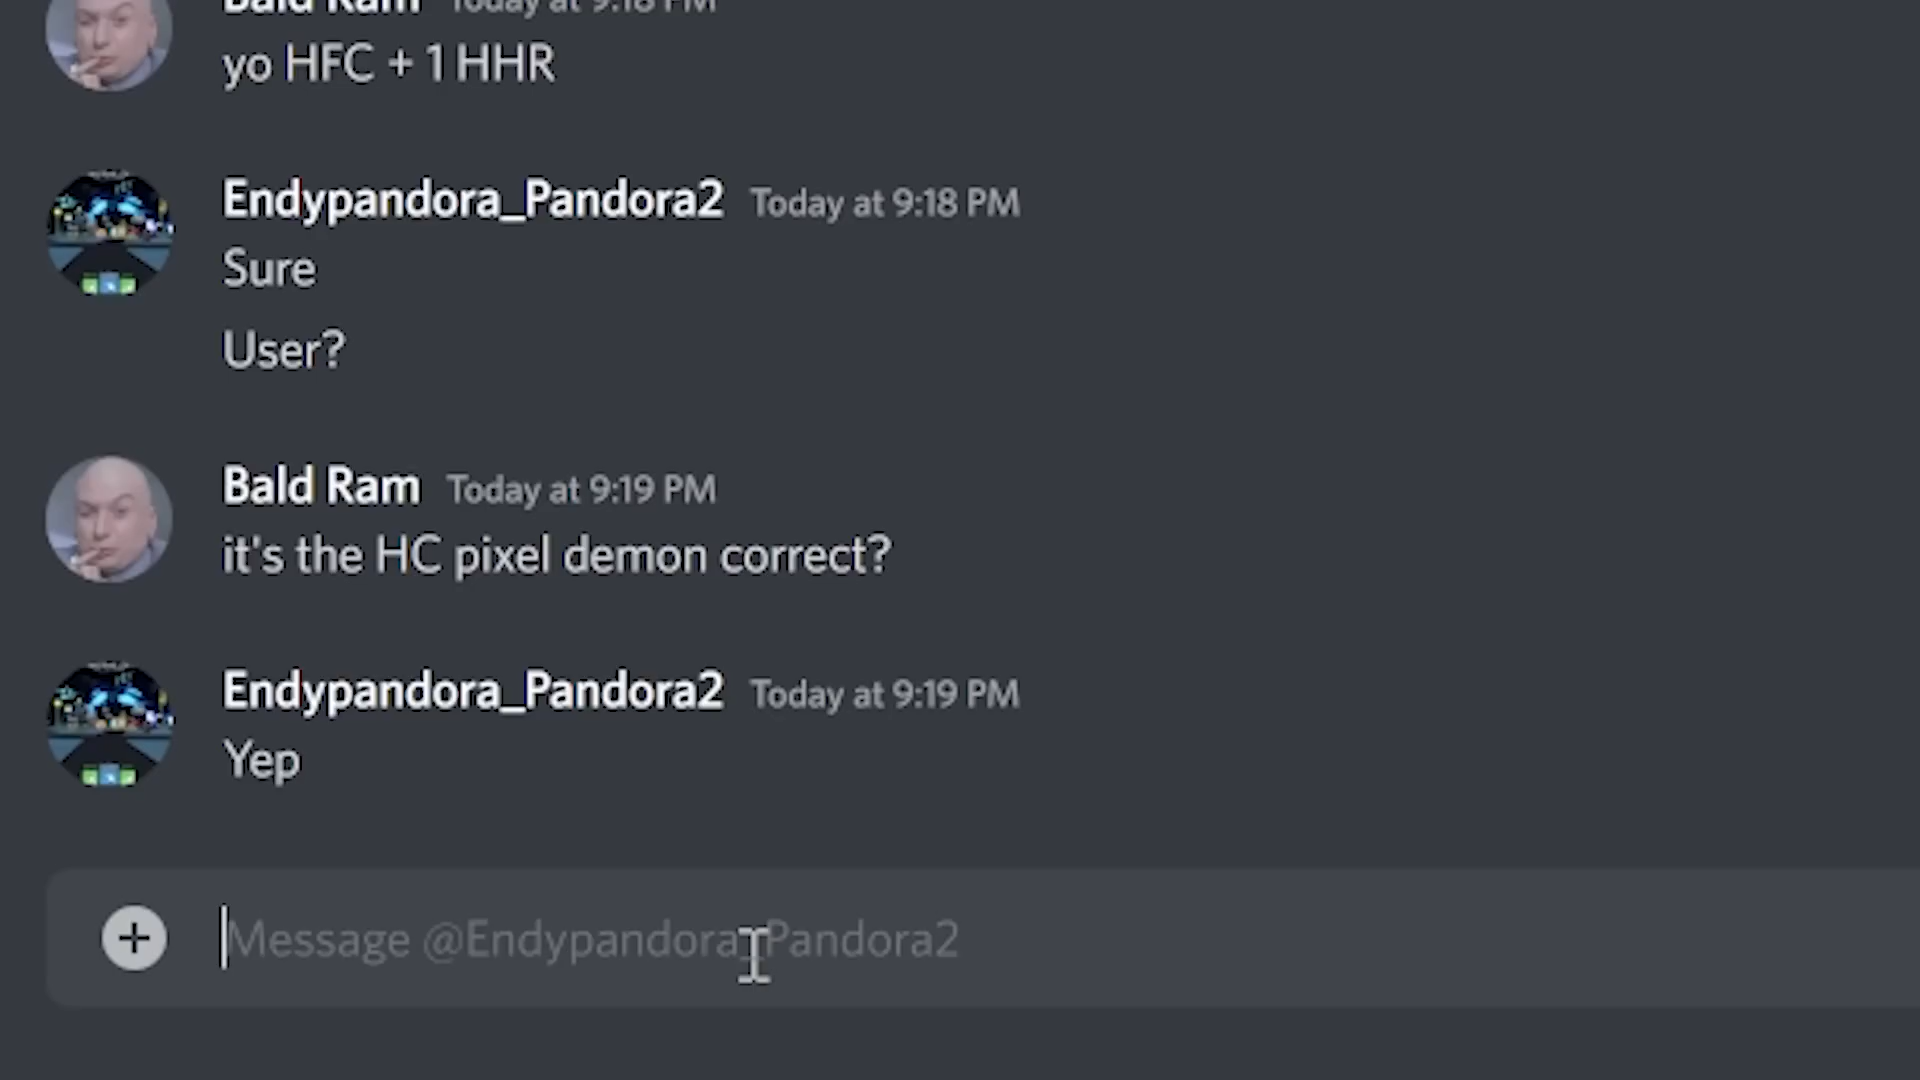 Bald Ram Today at 9:18 PM
yo HFC + 1 HHR
Endypandora_Pandora2 Today at 9:18 PM
Sure
User?
Bald Ram Today at 9:19 PM
it's the HC pixel demon correct?
Endypandora_Pandora2 Today at 9:19 PM
Yep
Message @Endypandora_Pandora2